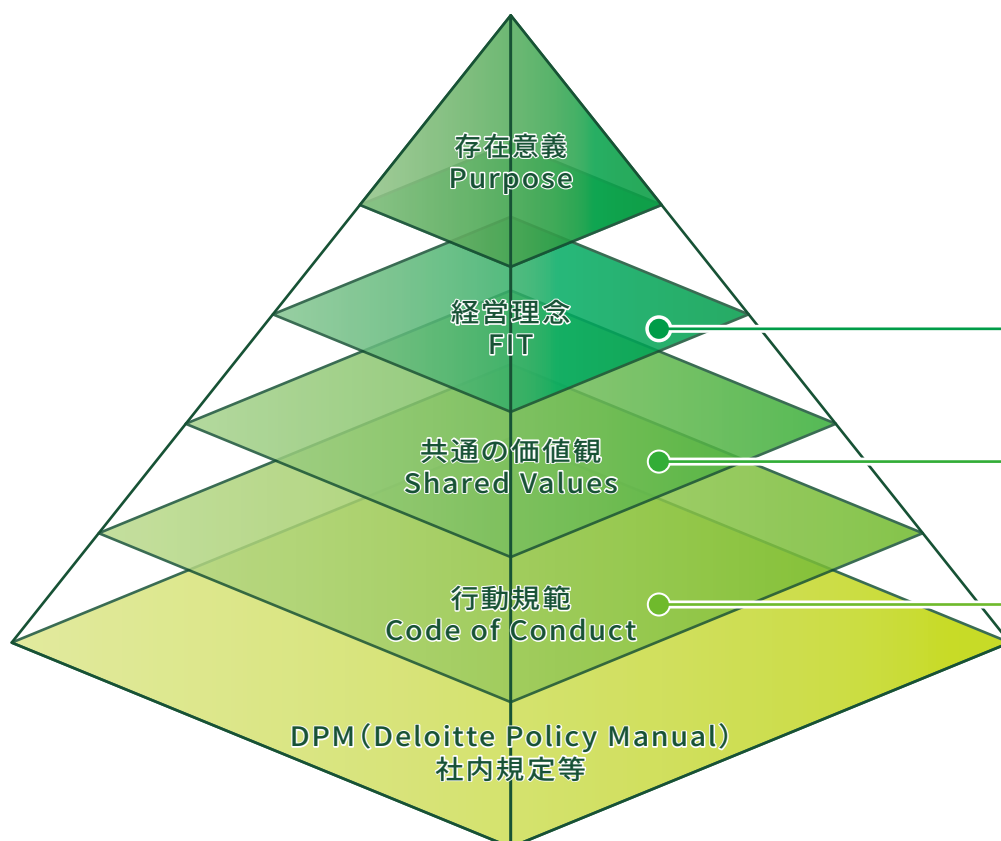 存在意義
Purpose
経営理念
FIT
共通の価値観
Shared Values
行動規範
Code of Conduct
DPM（Deloitte Policy Manual）
社内規定等